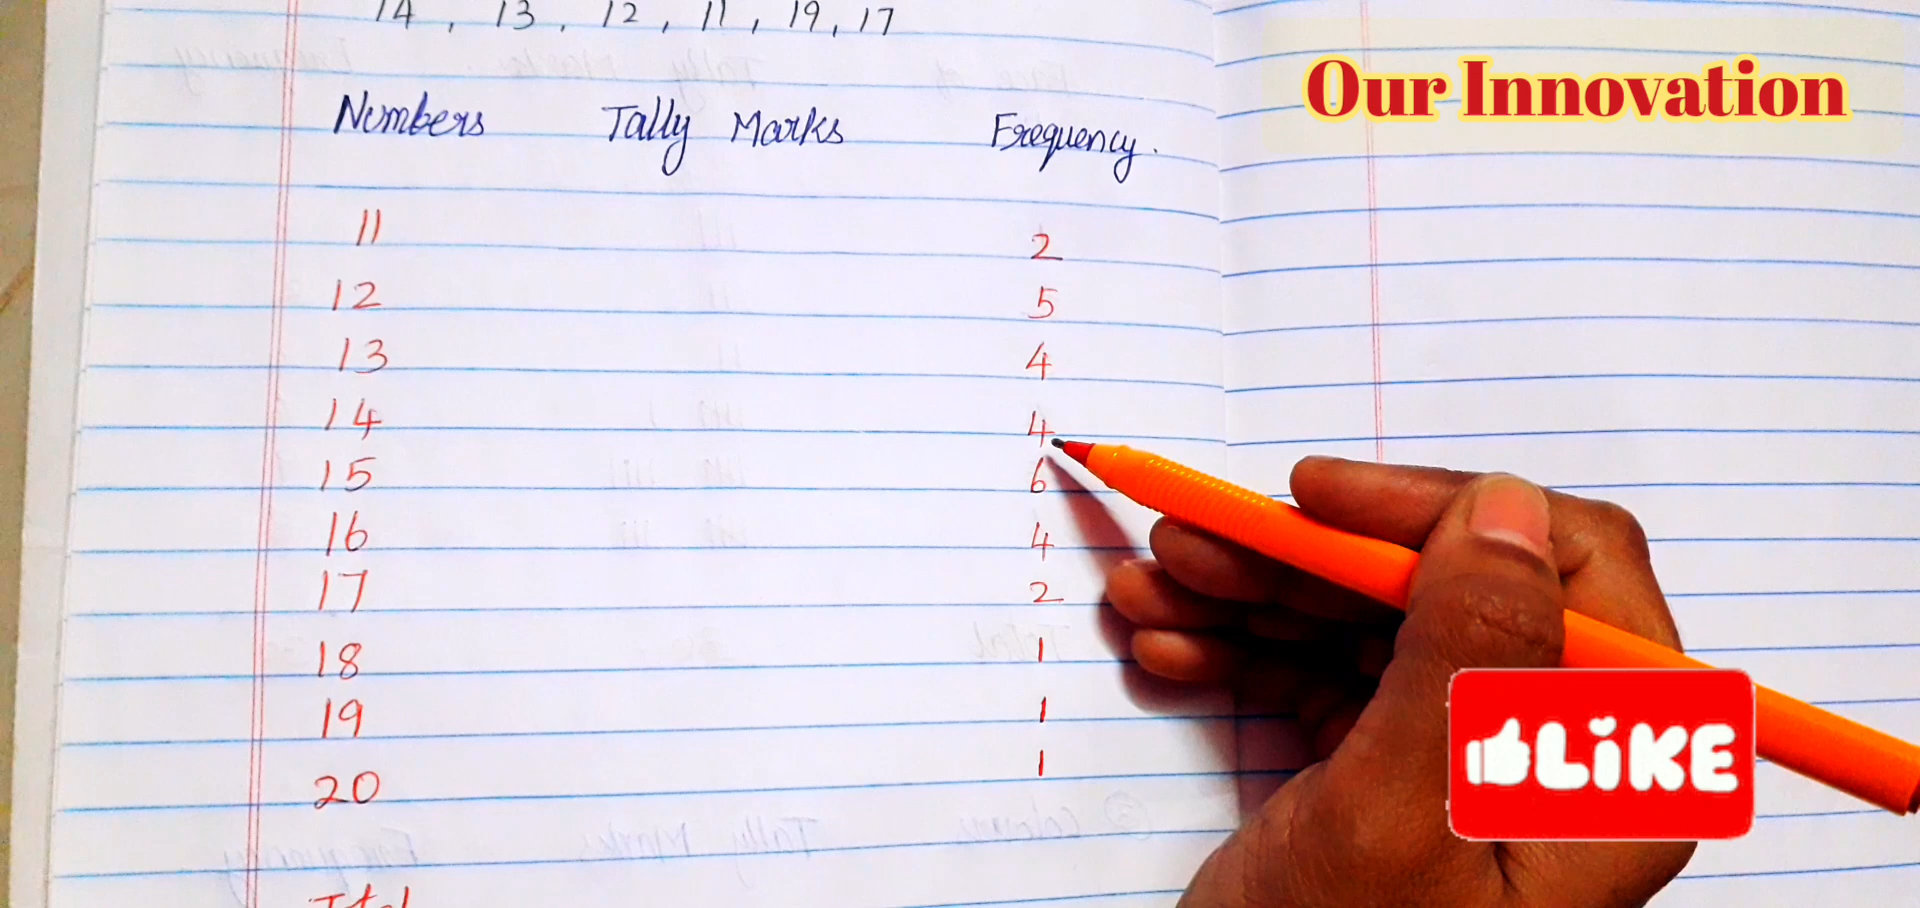 14 , 13 , 12 , 11 , 19 , 17
Our Innovation
Numbers Tally Marks Frequency.
11 2
12 5
13 4
14 4
15 6
16 4
17 2
18 1
19 1
20 1
Total
LIKE